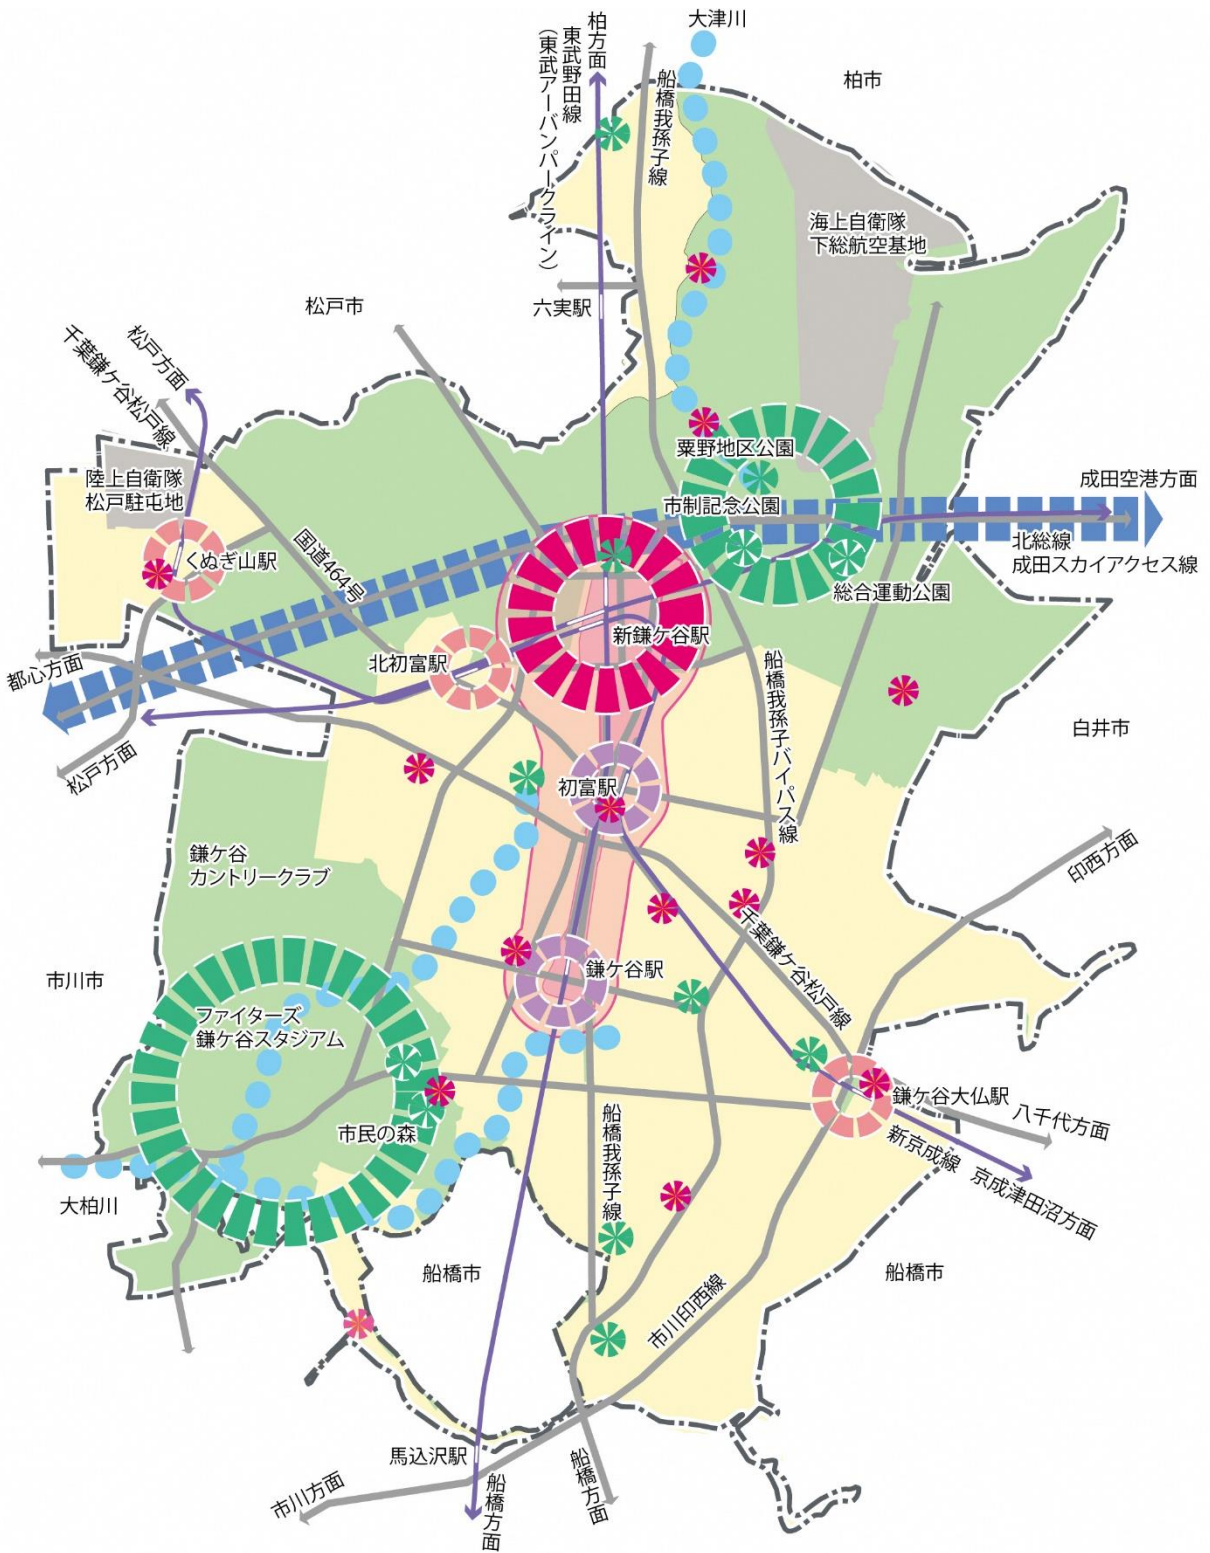 大津川
柏方面
東武野田線
(東武アーバンパークライン)
船橋我孫子線
柏市
海上自衛隊
下総航空基地
六実駅
松戸市
松戸方面
千葉鎌ケ谷松戸線
陸上自衛隊
松戸駐屯地
くぬぎ山駅
国道464号
粟野地区公園
市制記念公園
成田空港方面
北総線
成田スカイアクセス線
総合運動公園
新鎌ケ谷駅
北初富駅
都心方面
松戸方面
船橋我孫子バイパス線
白井市
初富駅
鎌ケ谷
カントリークラブ
印西方面
千葉鎌ケ谷松戸線
市川市
鎌ケ谷駅
ファイターズ
鎌ケ谷スタジアム
鎌ケ谷大仏駅
八千代方面
新京成線
京成津田沼方面
市民の森
船橋我孫子線
大柏川
船橋市
船橋市
市川印西線
馬込沢駅
市川方面
船橋方面
船橋方面